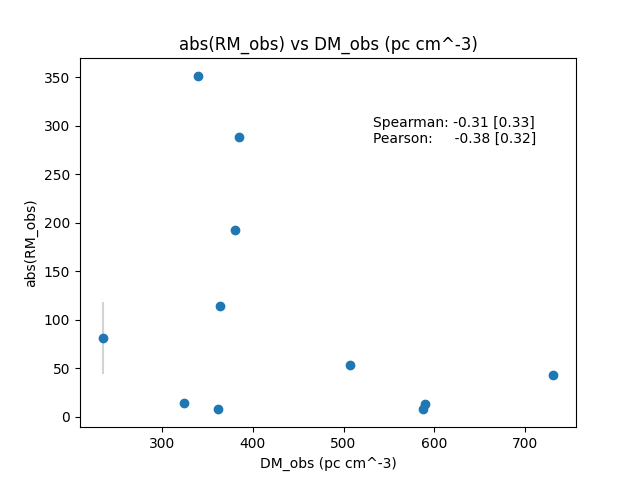 abs(RM_obs) vs DM_obs (pc cm^-3)
350
300
250
200
150
100
50
0
abs(RM_obs)
Spearman: -0.31 [0.33]
Pearson: -0.38 [0.32]
300 400 500 600 700
DM_obs (pc cm^-3)